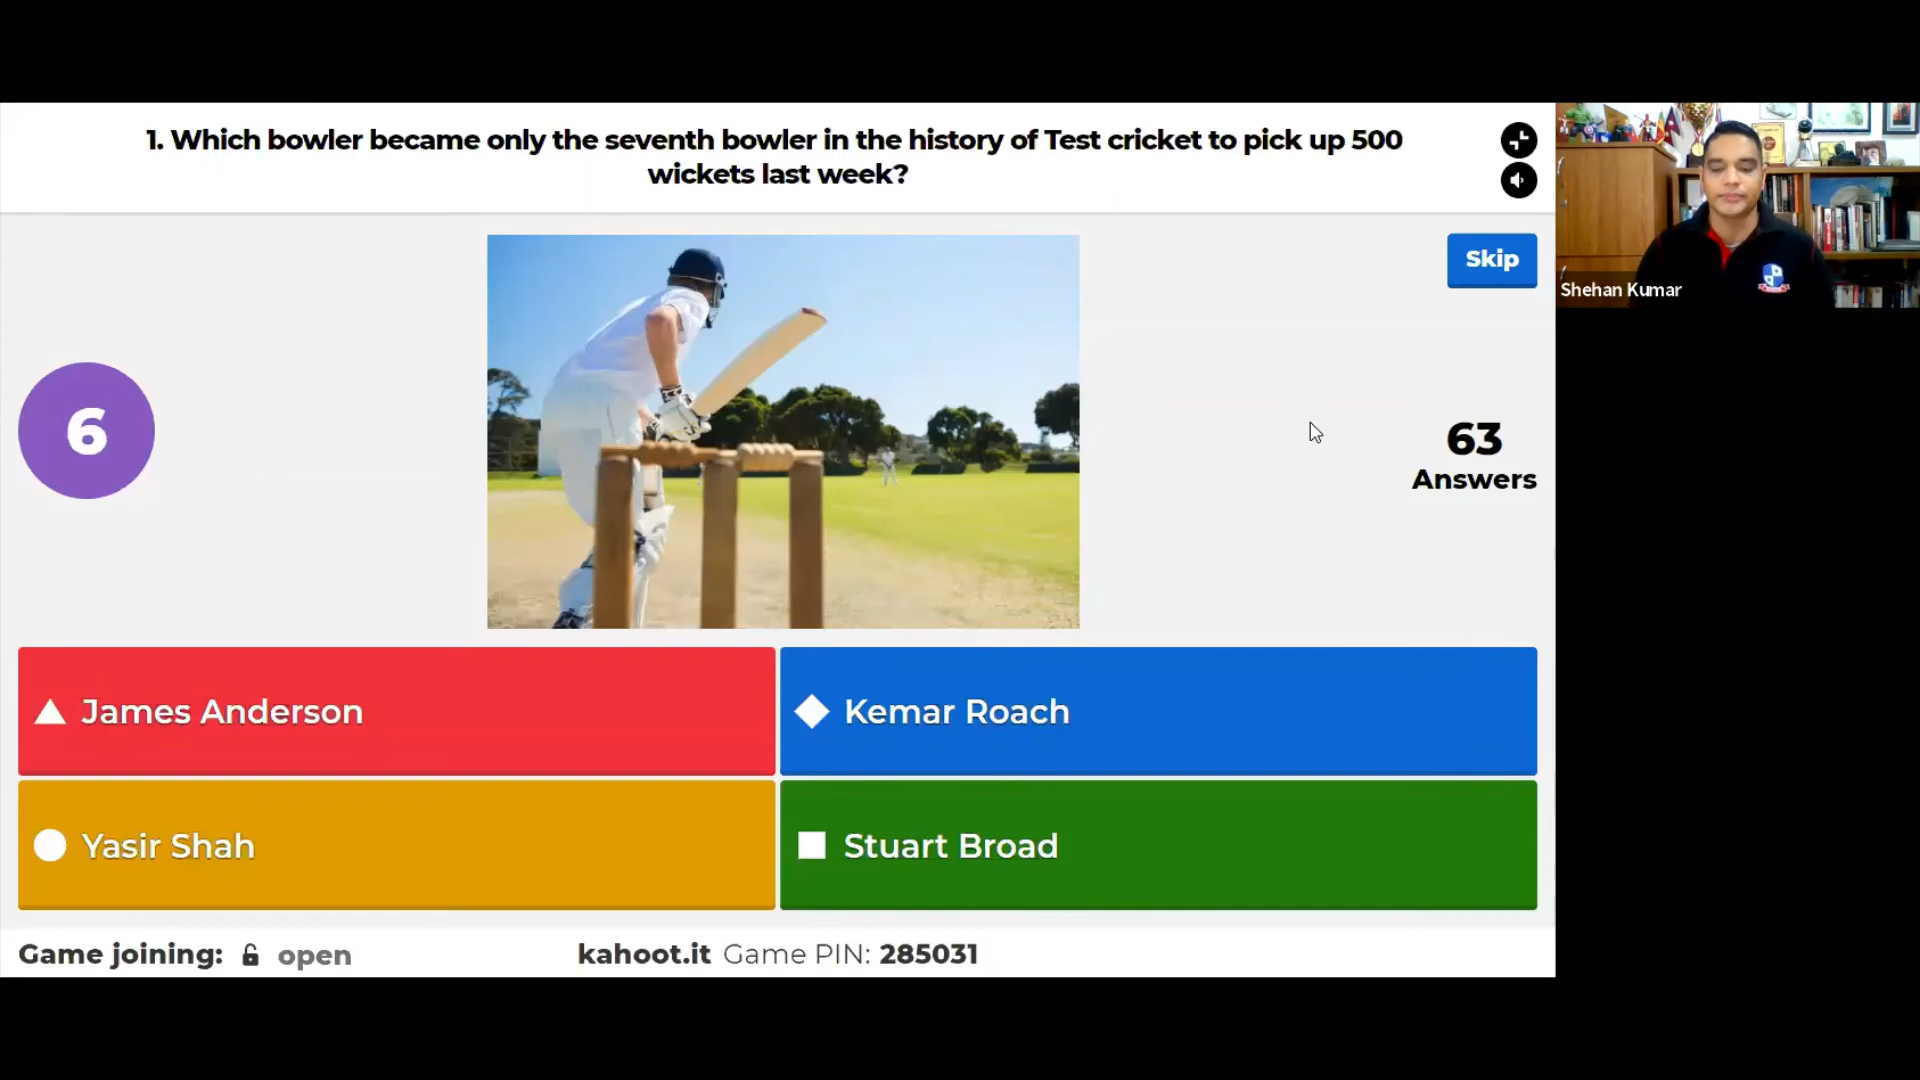 1. Which bowler became only the seventh bowler in the history of Test cricket to pick up 500
wickets last week?
Skip
Shehan Kumar
6
63
Answers
James Anderson
Kemar Roach
Yasir Shah
Stuart Broad
Game joining: open
kahoot.it Game PIN: 285031